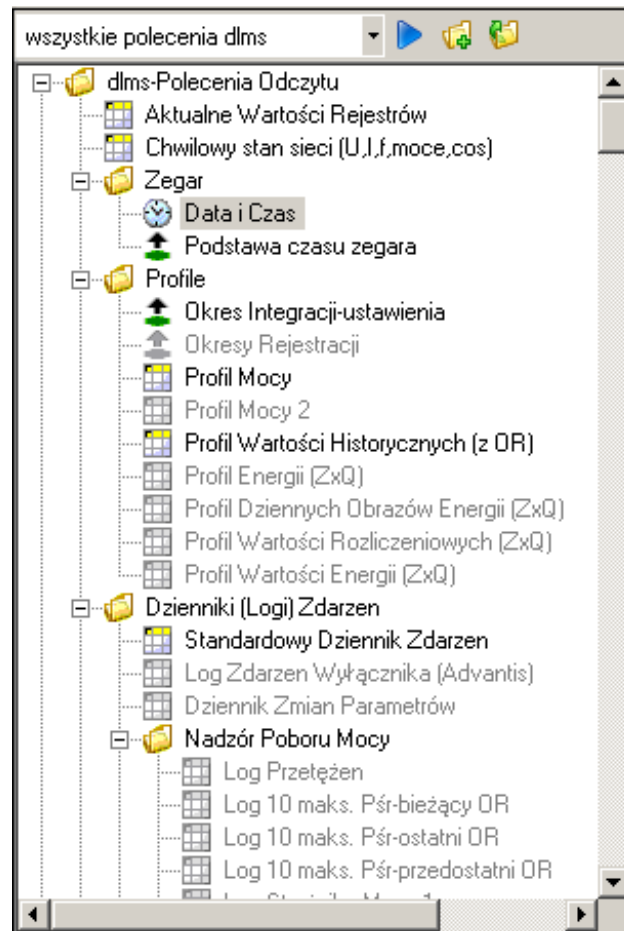 wszystkie polecenia dlms
dlms-Polecenia Odczytu
Aktualne Wartości Rejestrów
Chwilowy stan sieci (U,I,f,moce,cos)
Zegar
Data i Czas
Podstawa czasu zegara
Profile
Okres Integracji-ustawienia
Okresy Rejestracji
Profil Mocy
Profil Mocy 2
Profil Wartości Historycznych (z OR)
Profil Energii (ZxQ)
Profil Dziennych Obrazów Energii (ZxQ)
Profil Wartości Rozliczeniowych (ZxQ)
Profil Wartości Energii (ZxQ)
Dzienniki (Logi) Zdarzen
Standardowy Dziennik Zdarzen
Log Zdarzen Wyłącznika (Advantis)
Dziennik Zmian Parametrów
Nadzór Poboru Mocy
Log Przetężen
Log 10 maks. Pśr-bieżący OR
Log 10 maks. Pśr-ostatni OR
Log 10 maks. Pśr-przedostatni OR